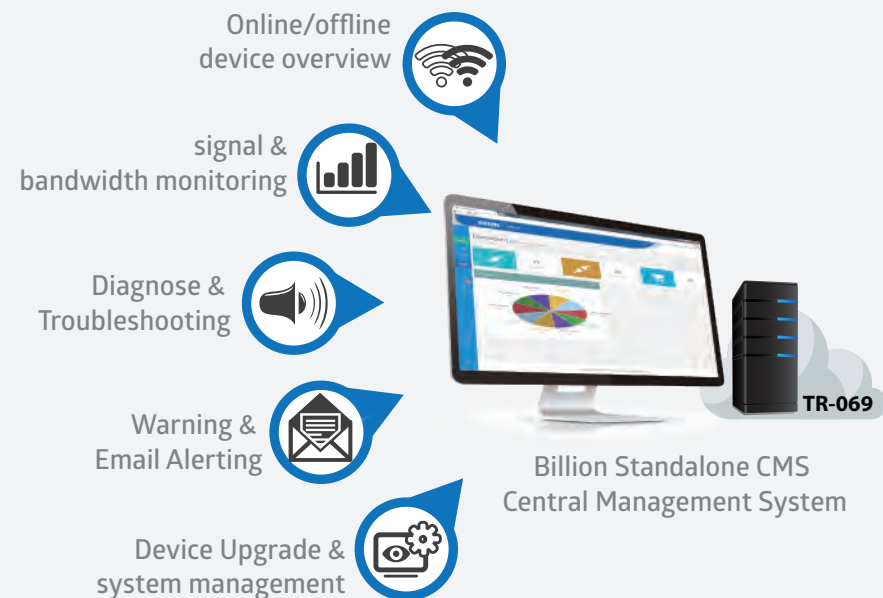 Online/offline
device overview
signal &
bandwidth monitoring
Diagnose &
Troubleshooting
Warning &
Email Alerting
Device Upgrade &
system management
TR-069
Billion Standalone CMS
Central Management System